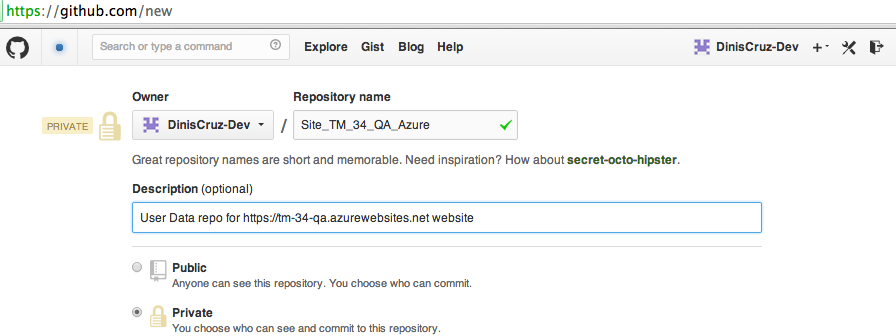 https://github.com/new
Search or type a command
Explore Gist Blog Help
DinisCruz-Dev
Owner Repository name
PRIVATE DinisCruz-Dev / Site_TM_34_QA_Azure
Great repository names are short and memorable. Need inspiration? How about secret-octo-hipster.
Description (optional)
User Data repo for https://tm-34-qa.azurewebsites.net website
Public
Anyone can see this repository. You choose who can commit.
Private
You choose who can see and commit to this repository.